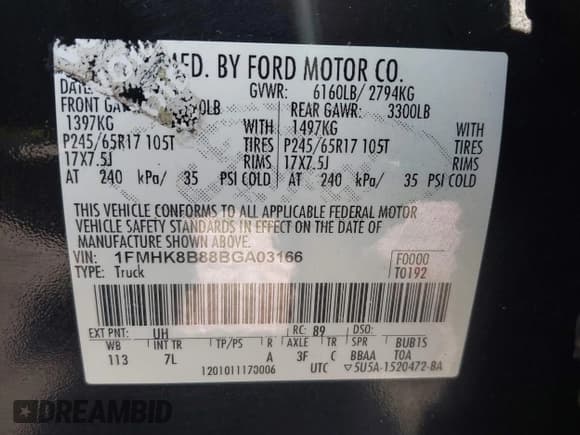 MFD. BY FORD MOTOR CO.
DATE: GVWR: 6160LB/ 2794KG
FRONT GAWR: REAR GAWR: 3300LB
1397KG WITH 1497KG WITH
P245/65R17 105T TIRES P245/65R17 105T TIRES
17X7.5J RIMS 17X7.5J RIMS
AT 240 kPa/ 35 PSI COLD AT 240 kPa/ 35 PSI COLD
THIS VEHICLE CONFORMS TO ALL APPLICABLE FEDERAL MOTOR
VEHICLE SAFETY STANDARDS IN EFFECT ON THE DATE OF
MANUFACTURE SHOWN ABOVE.
VIN: 1FMHK8B88BGA03166 F0000
TYPE: Truck T0192
EXT PNT: UH RC: 89 DSO:
WB INT TR TP/PS R AXLE TR SPR BUB1S
113 7L A 3F C BBAA TOA
1201011170006 UTC 5U5A-1520472-BA
DREAMBID